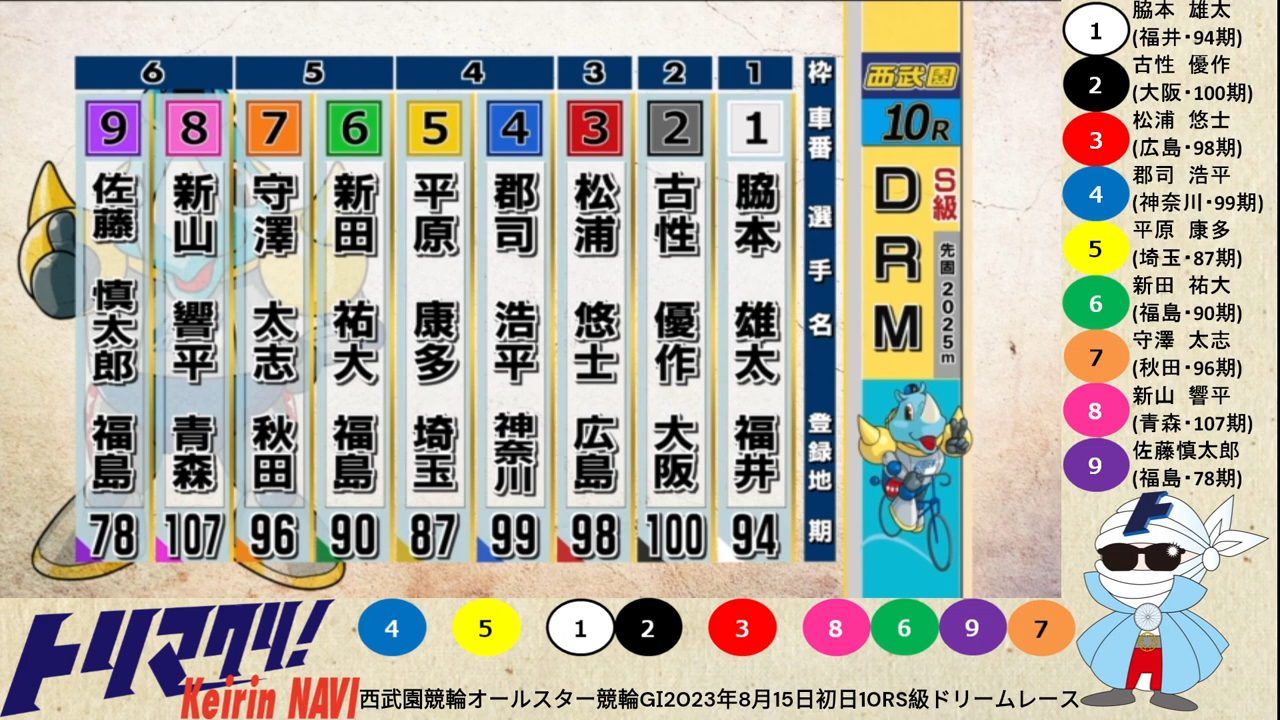 枠 1 2 3 4 5 6
車番 1 2 3 4 5 6 7 8 9
選手名
登録地
期
脇本 雄太 福井 94
古性 優作 大阪 100
松浦 悠士 広島 98
郡司 浩平 神奈川 99
平原 康多 埼玉 87
新田 祐大 福島 90
守澤 太志 秋田 96
新山 響平 青森 107
佐藤 慎太郎 福島 78
西武園
10R
S級
DRM
先固2025m
1 脇本 雄太
(福井・94期)
2 古性 優作
(大阪・100期)
3 松浦 悠士
(広島・98期)
4 郡司 浩平
(神奈川・99期)
5 平原 康多
(埼玉・87期)
6 新田 祐大
(福島・90期)
7 守澤 太志
(秋田・96期)
8 新山 響平
(青森・107期)
9 佐藤慎太郎
(福島・78期)
トリマクリ!
Keirin NAVI
4 5 1 2 3 8 6 9 7
西武園競輪オールスター競輪GI2023年8月15日初日10RS級ドリームレース